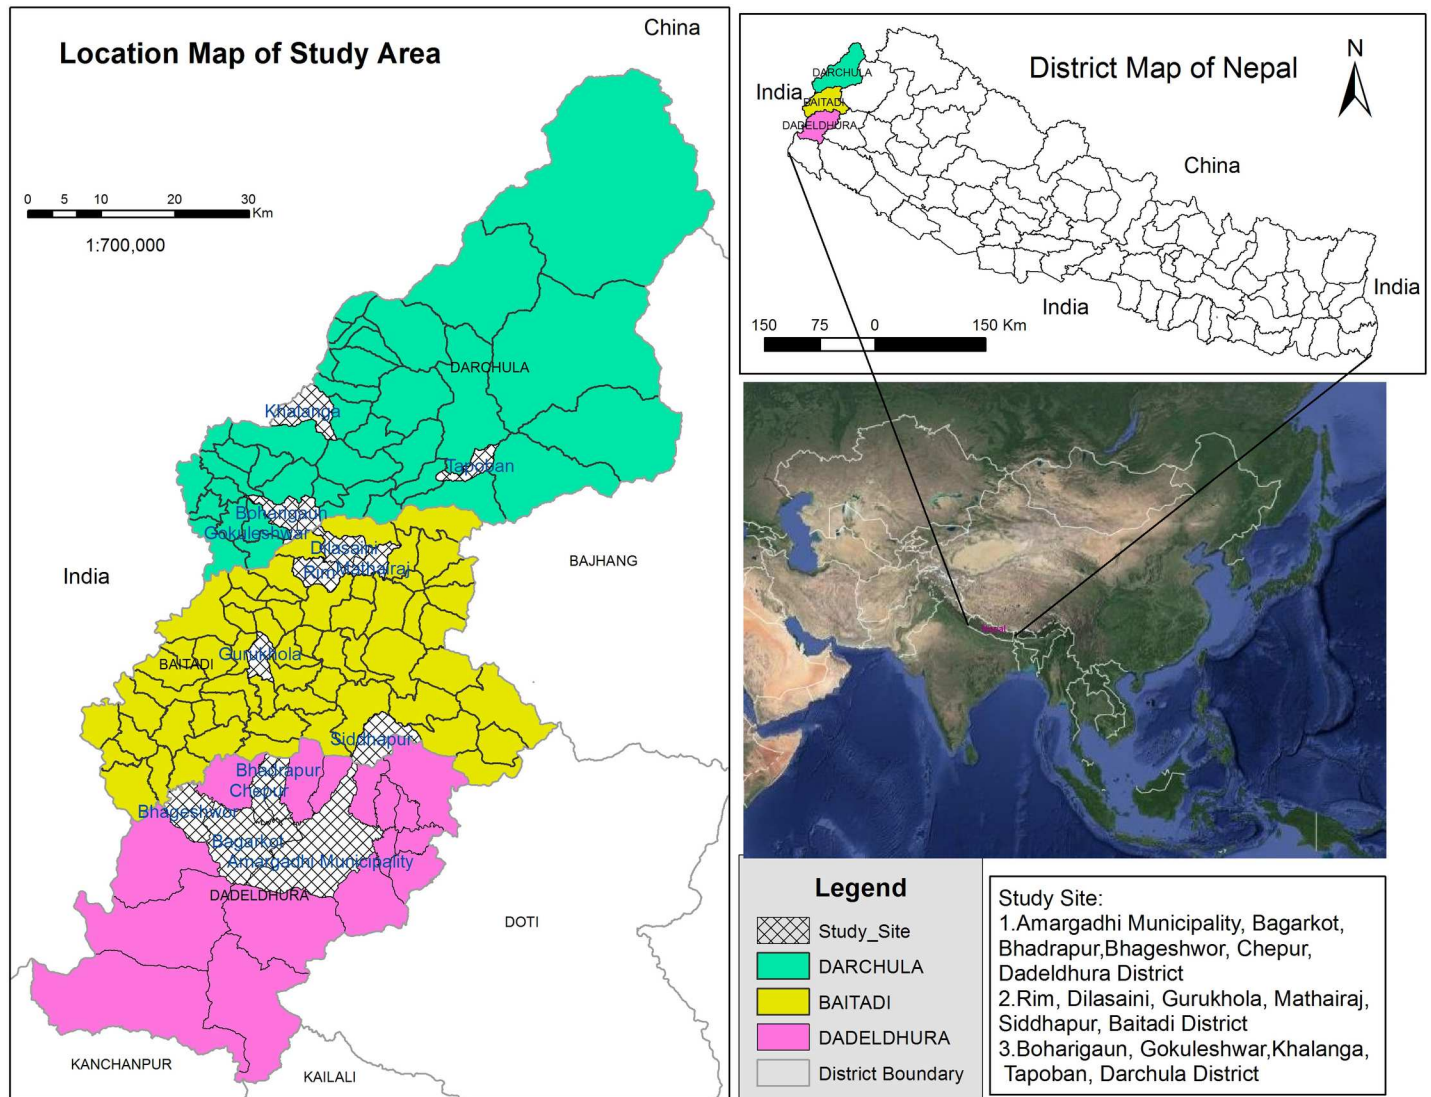 Location Map of Study Area
China
0 5 10 20 30
Km
1:700,000
DARCHULA
Khalanga
Tapoban
Boharigaun
Gokuleshwar
Dilasaini
Rim
Mathairaj
BAJHANG
India
Gurukhola
BAITADI
Siddhapur
Bhadrapur
Chepur
Bhageshwor
Bagarkot
Amargadhi Municipality
DADELDHURA
DOTI
KANCHANPUR
KAILALI
District Map of Nepal
N
DARCHULA
India
BAITADI
DADELDHURA
China
India
India
150 75 0 150 Km
Nepal
Legend
Study_Site
DARCHULA
BAITADI
DADELDHURA
District Boundary
Study Site:
1.Amargadhi Municipality, Bagarkot,
Bhadrapur,Bhageshwor, Chepur,
Dadeldhura District
2.Rim, Dilasaini, Gurukhola, Mathairaj,
Siddhapur, Baitadi District
3.Boharigaun, Gokuleshwar,Khalanga,
Tapoban, Darchula District